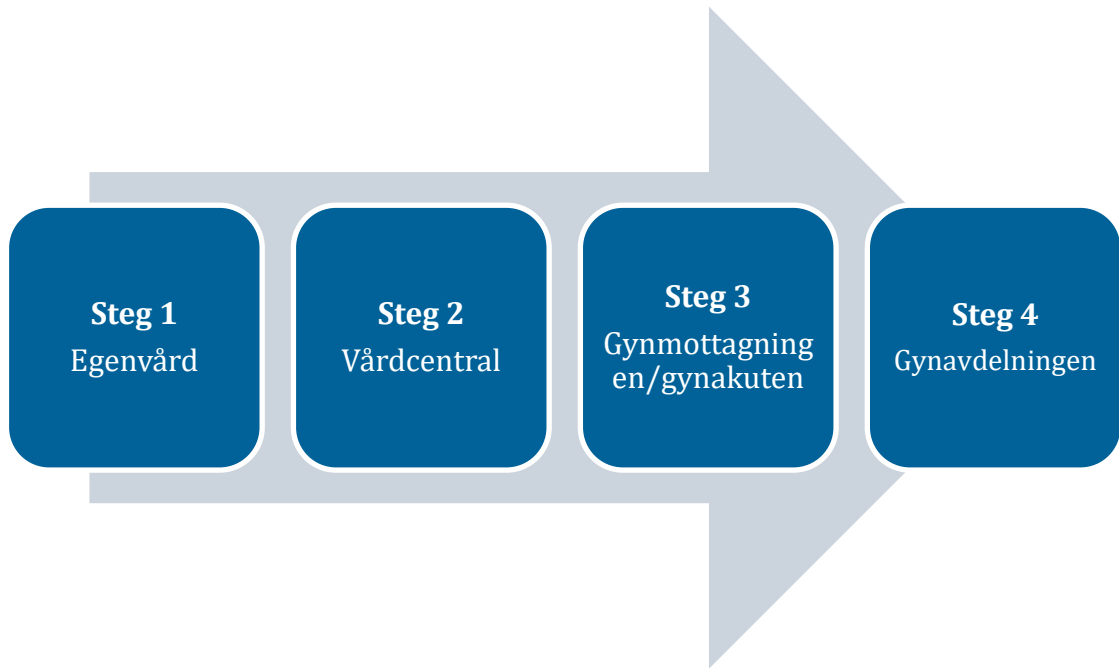 Steg 1
Egenvård
Steg 2
Vårdcentral
Steg 3
Gynmottagning
en/gynakuten
Steg 4
Gynavdelningen